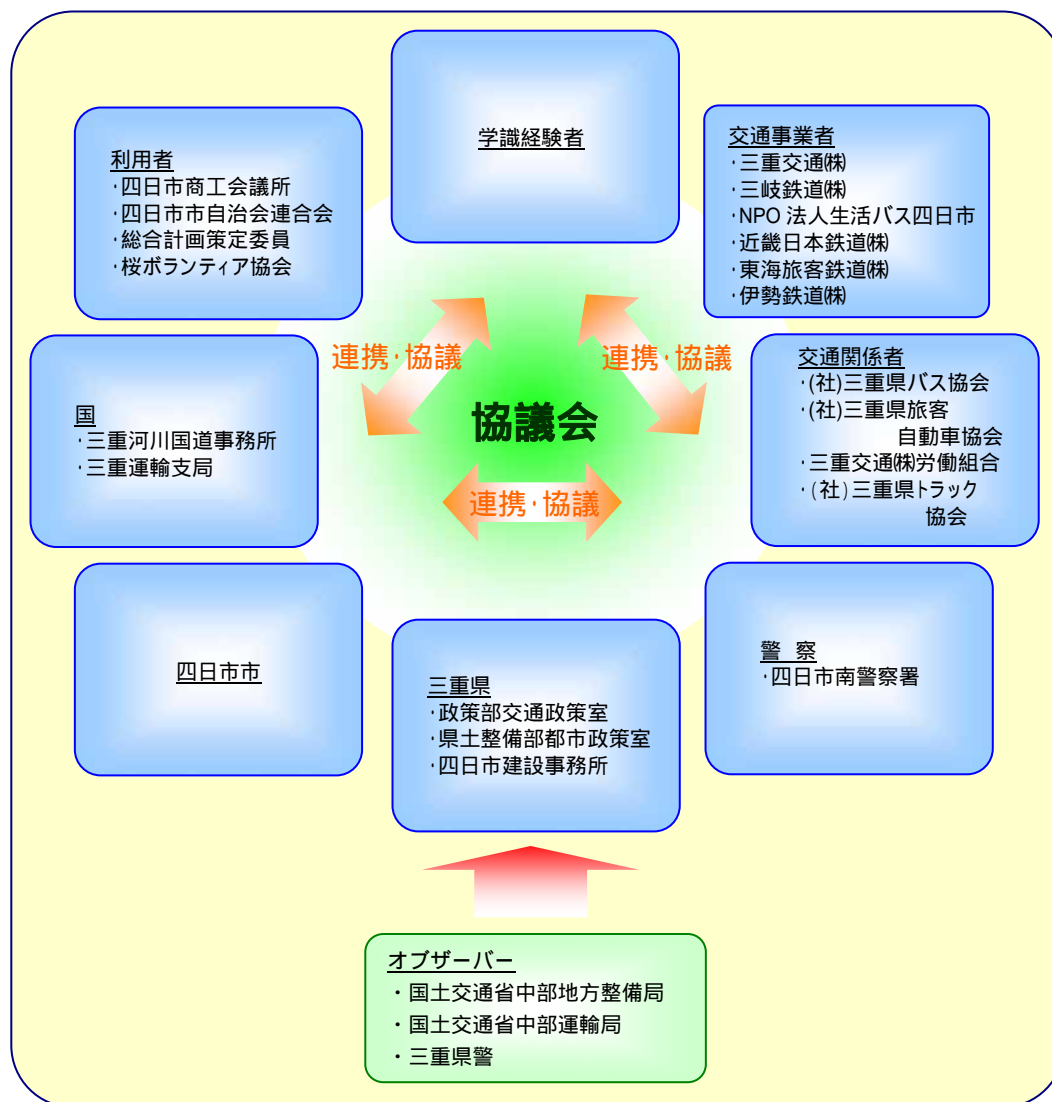 学識経験者
利用者
･四日市商工会議所
･四日市市自治会連合会
･総合計画策定委員
･桜ボランティア協会
交通事業者
･三重交通㈱
･三岐鉄道㈱
･NPO 法人生活バス四日市
･近畿日本鉄道㈱
･東海旅客鉄道㈱
･伊勢鉄道㈱
連携･協議
連携･協議
協議会
連携･協議
国
･三重河川国道事務所
･三重運輸支局
交通関係者
･(社)三重県バス協会
･(社)三重県旅客
自動車協会
･三重交通㈱労働組合
･(社)三重県トラック
協会
四日市市
三重県
･政策部交通政策室
･県土整備部都市政策室
･四日市建設事務所
警 察
･四日市南警察署
オブザーバー
・国土交通省中部地方整備局
・国土交通省中部運輸局
・三重県警